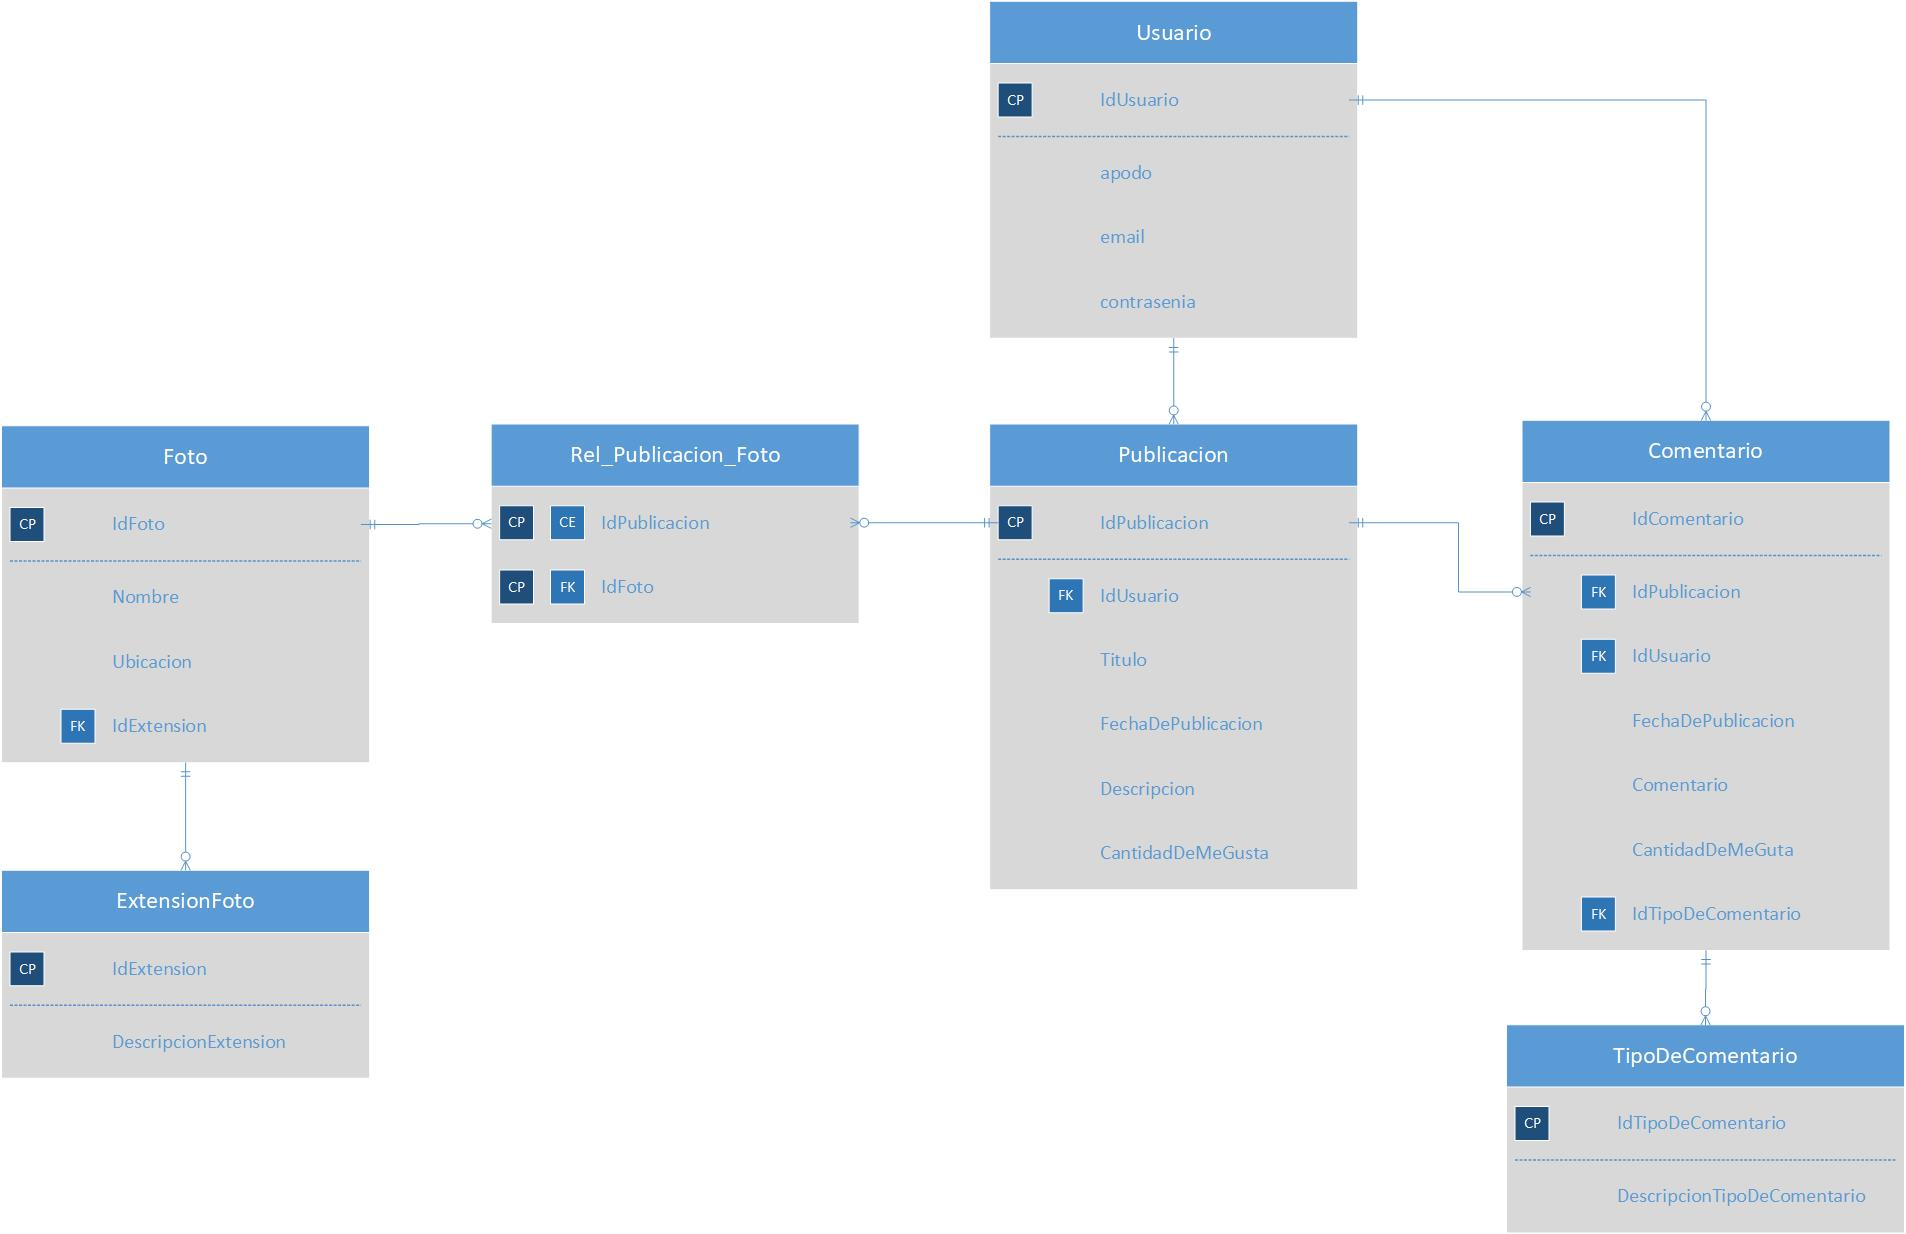 Usuario
CP IdUsuario
apodo
email
contrasenia
Foto
CP IdFoto
Nombre
Ubicacion
FK IdExtension
Rel_Publicacion_Foto
CP CE IdPublicacion
CP FK IdFoto
Publicacion
CP IdPublicacion
FK IdUsuario
Titulo
FechaDePublicacion
Descripcion
CantidadDeMeGusta
Comentario
CP IdComentario
FK IdPublicacion
FK IdUsuario
FechaDePublicacion
Comentario
CantidadDeMeGuta
FK IdTipoDeComentario
ExtensionFoto
CP IdExtension
DescripcionExtension
TipoDeComentario
CP IdTipoDeComentario
DescripcionTipoDeComentario